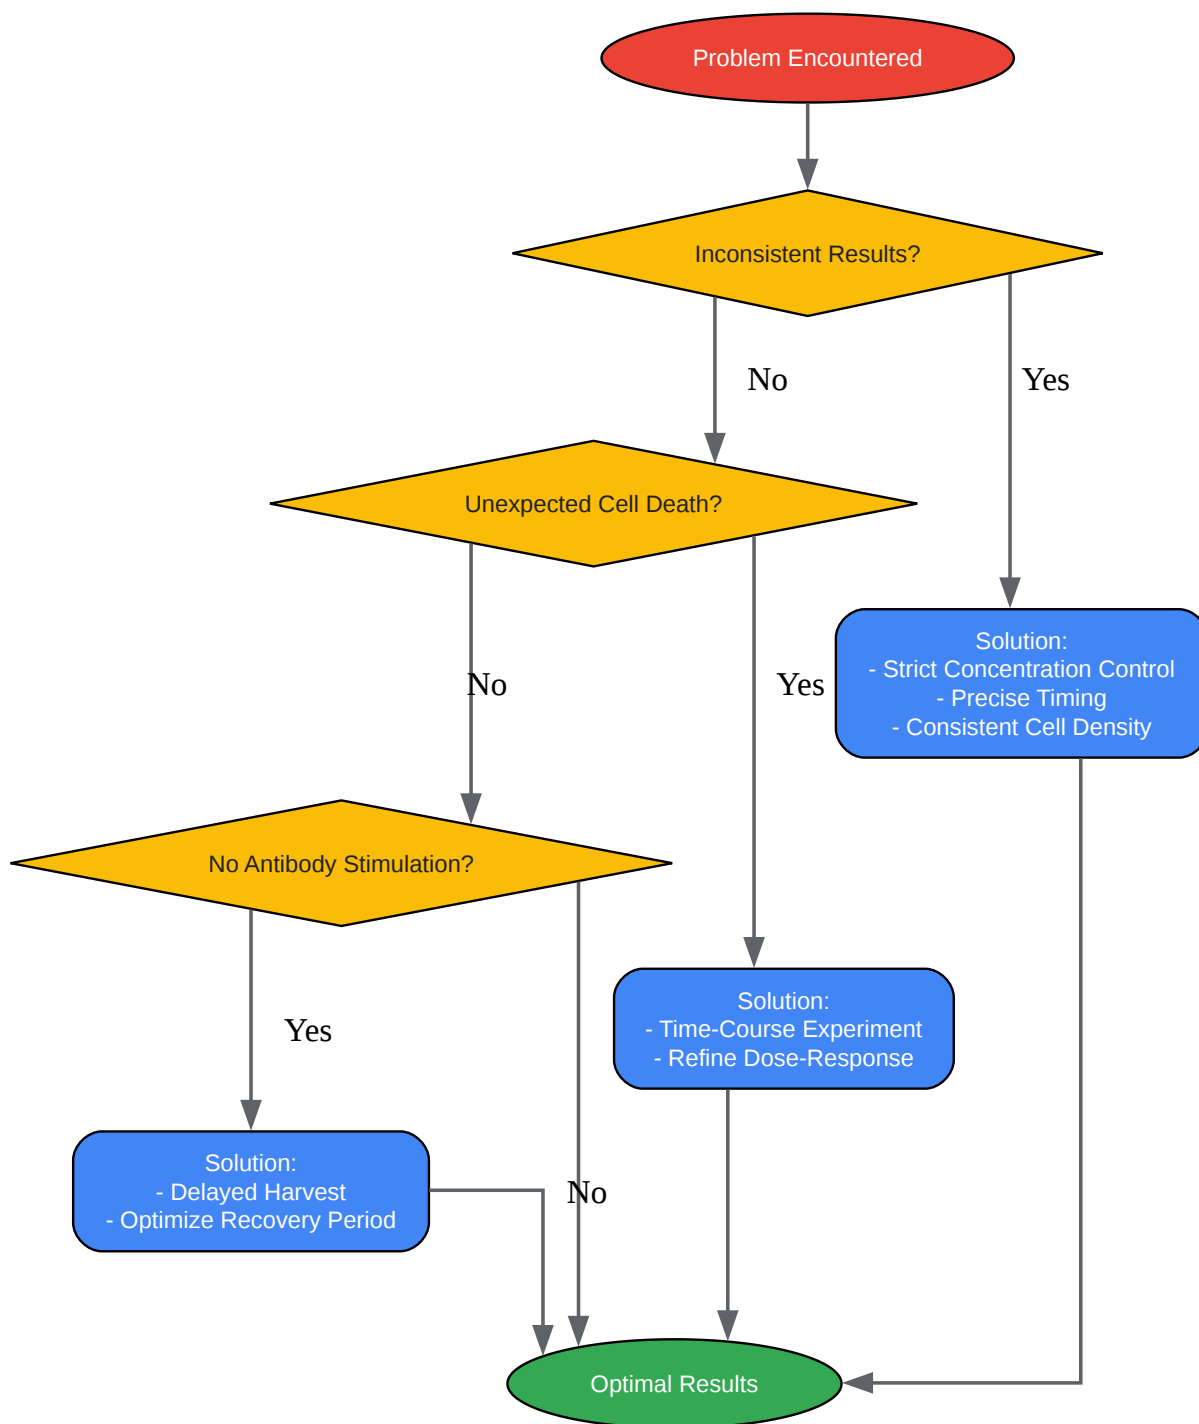 Problem Encountered
Inconsistent Results?
No
Yes
Unexpected Cell Death?
No
Yes
Solution:
- Strict Concentration Control
- Precise Timing
- Consistent Cell Density
No Antibody Stimulation?
Yes
No
Solution:
- Time-Course Experiment
- Refine Dose-Response
Solution:
- Delayed Harvest
- Optimize Recovery Period
Optimal Results